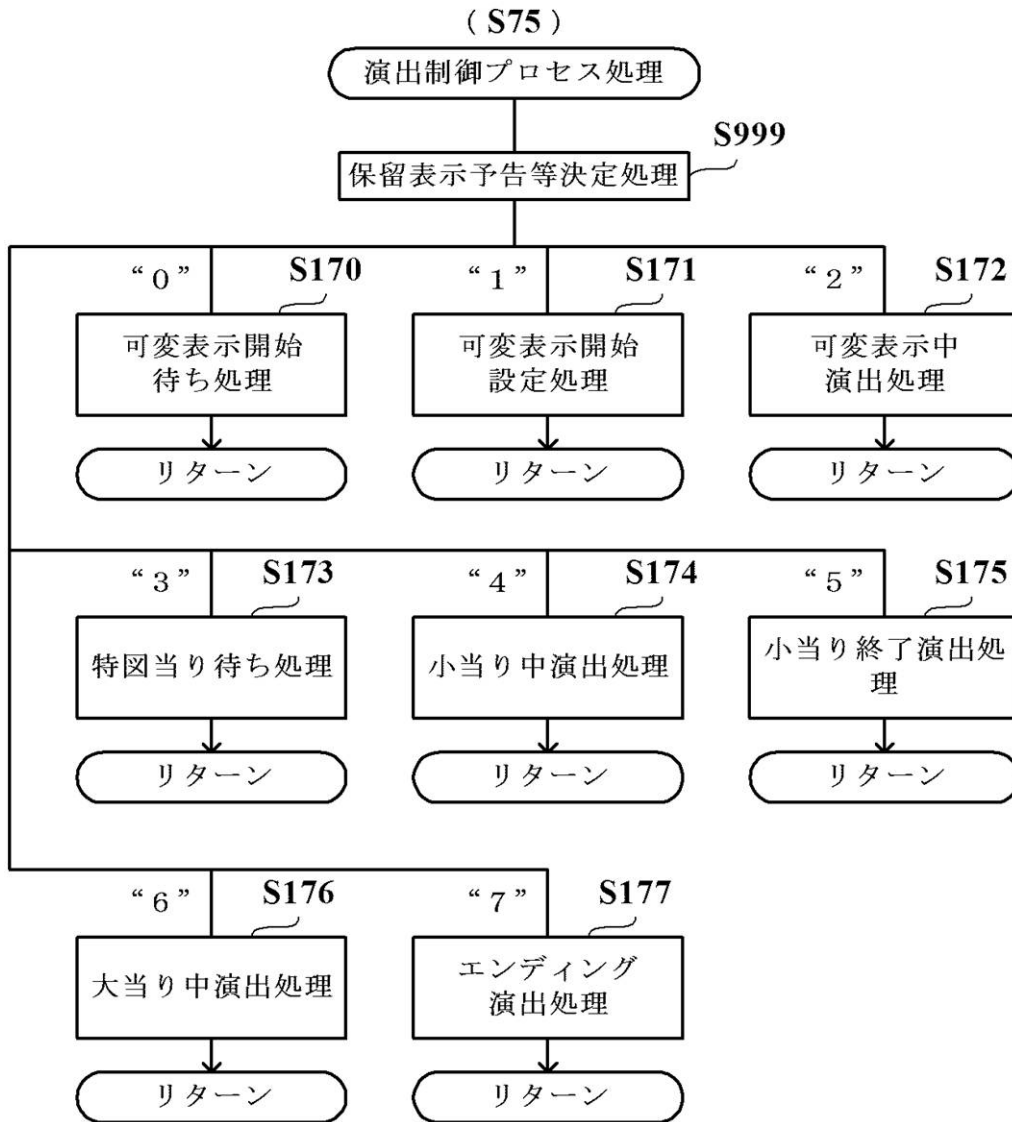 (S75)
演出制御プロセス処理
S999
保留表示予告等決定処理
“0”
S170
“1”
S171
“2”
S172
可変表示開始
待ち処理
可変表示開始
設定処理
可変表示中
演出処理
リターン
リターン
リターン
“3”
S173
“4”
S174
“5”
S175
特図当り待ち処理
小当り中演出処理
小当り終了演出処
理
リターン
リターン
リターン
“6”
S176
“7”
S177
大当り中演出処理
エンディング
演出処理
リターン
リターン